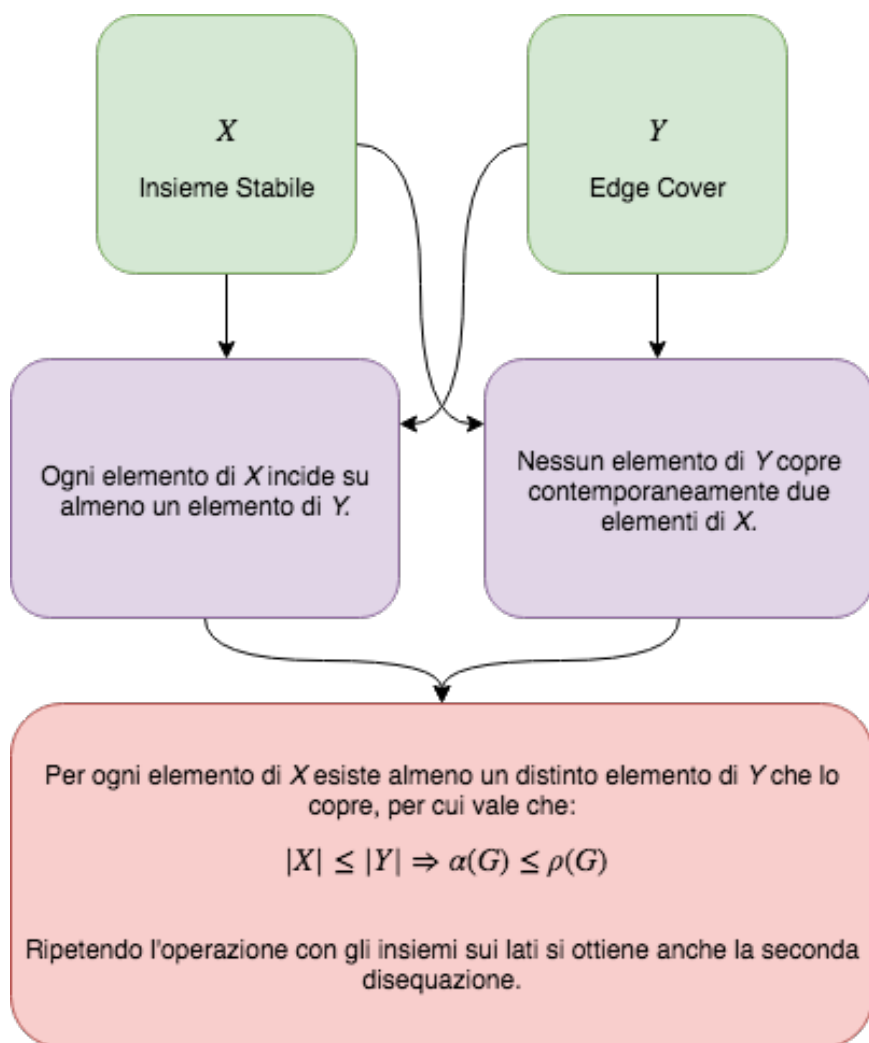 X
Insieme Stabile
Y
Edge Cover
Ogni elemento di X incide su
almeno un elemento di Y.
Nessun elemento di Y copre
contemporaneamente due
elementi di X.
Per ogni elemento di X esiste almeno un distinto elemento di Y che lo
copre, per cui vale che:
|X| ≤ |Y| ⇒ α(G) ≤ ρ(G)
Ripetendo l'operazione con gli insiemi sui lati si ottiene anche la seconda
disequazione.